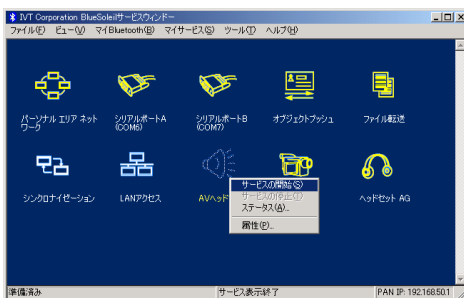 IVT Corporation BlueSoleilサービスウィンドー
ファイル(F) ビュー(V) マイBluetooth(B) マイサービス(S) ツール(T) ヘルプ(H)
パーソナル エリア ネットワーク
シリアルポートA (COM6)
シリアルポートB (COM7)
オブジェクトプッシュ
ファイル転送
シンクロナイゼーション
LANアクセス
AVヘッド
ヘッドセット AG
サービスの開始(S)
サービスの停止(T)
ステータス(A)...
属性(P)...
準備済み
サービス表示終了
PAN IP: 192.168.50.1